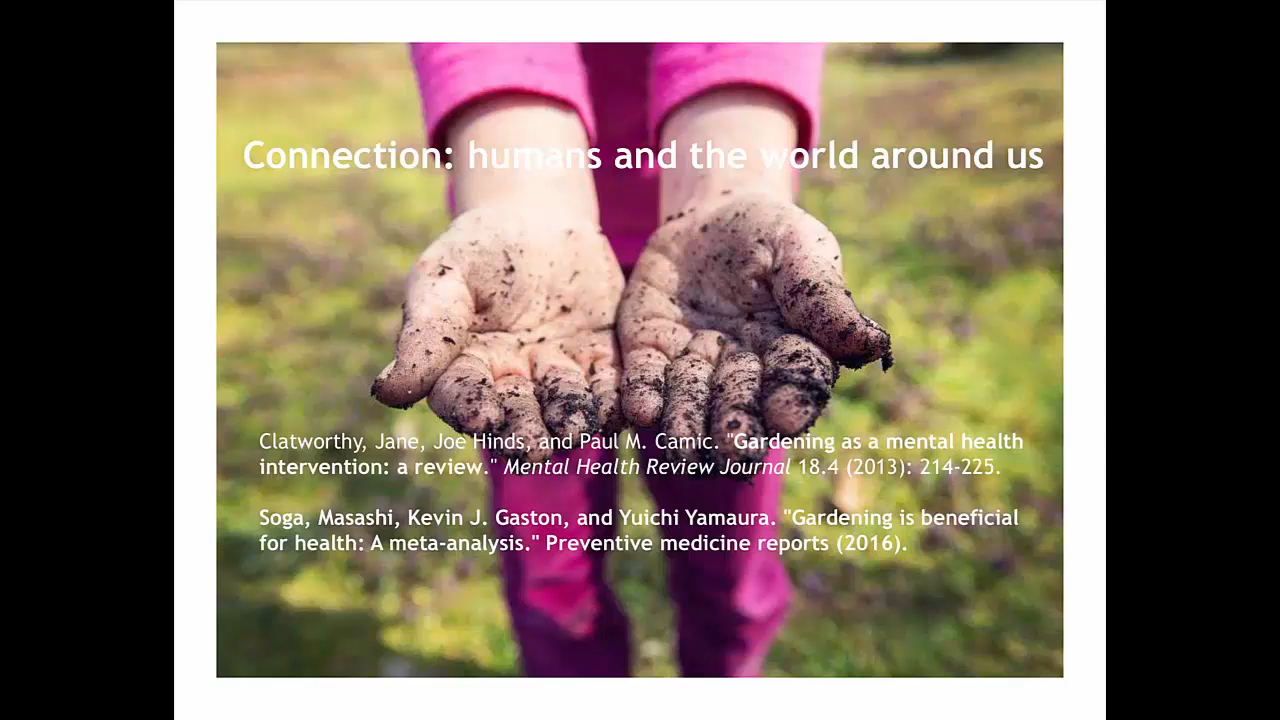 Connection: humans and the world around us
Clatworthy, Jane, Joe Hinds, and Paul M. Camic. "Gardening as a mental health
intervention: a review." Mental Health Review Journal 18.4 (2013): 214-225.
Soga, Masashi, Kevin J. Gaston, and Yuichi Yamaura. "Gardening is beneficial
for health: A meta-analysis." Preventive medicine reports (2016).